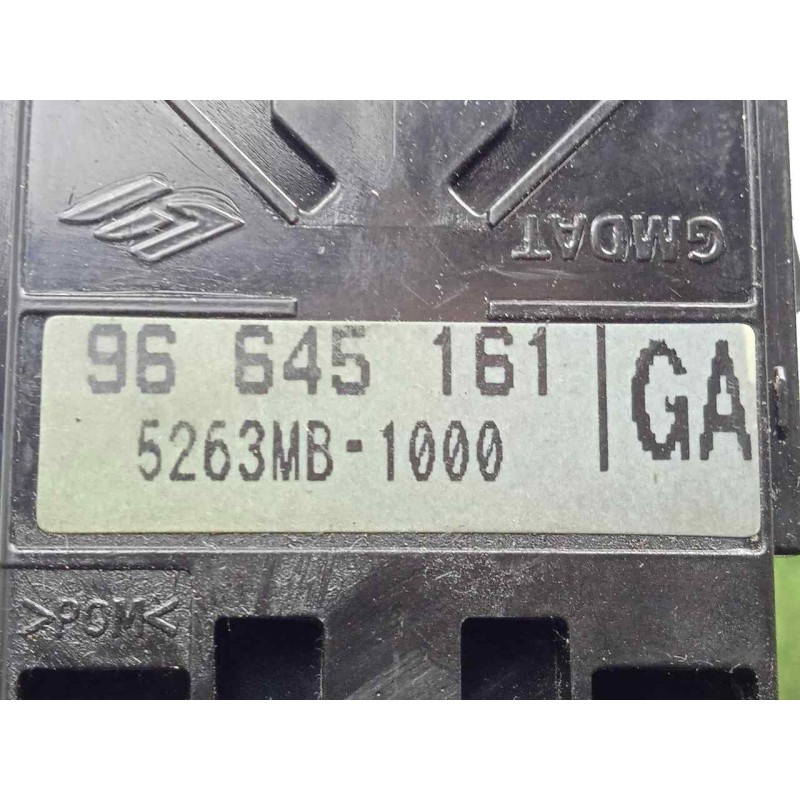 GMDAT
96 645 161 GA
5263MB-1000
>POM<